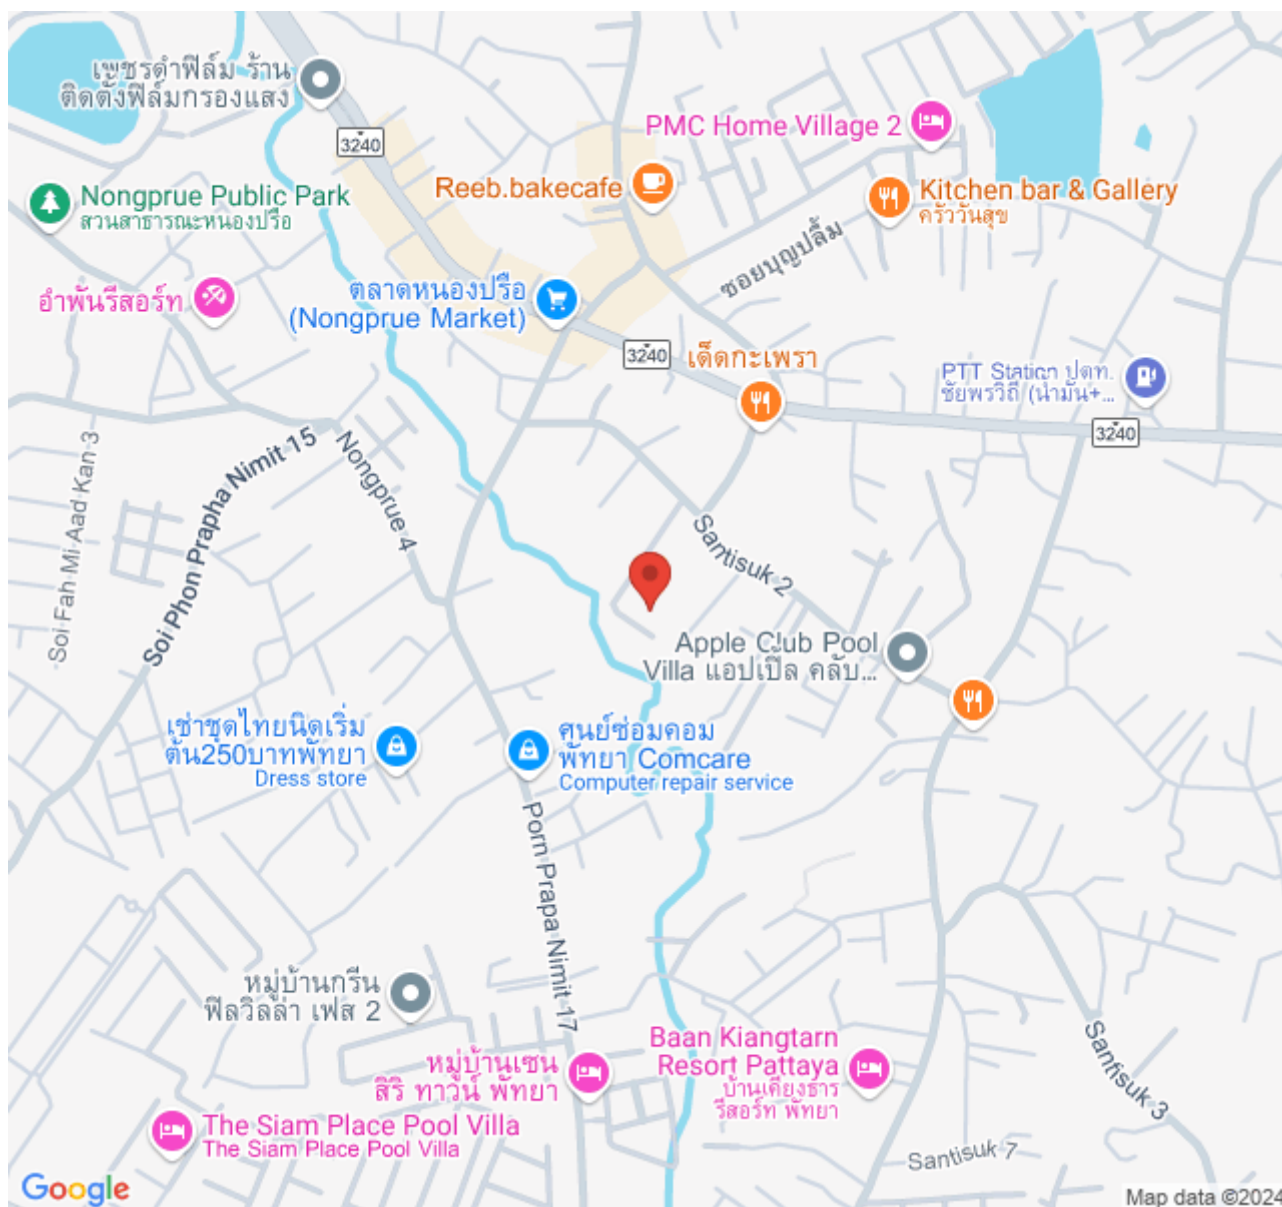 เพชรดำฟิล์ม ร้าน
ติดตั้งฟิล์มกรองแสง
3240
PMC Home Village 2
Reeb.bakecafe
Nongprue Public Park
สวนสาธารณะหนองปรือ
Kitchen bar & Gallery
ครัววันสุข
ซอยบุญปลื้ม
อำพันรีสอร์ท
ตลาดหนองปรือ
(Nongprue Market)
3240
เด็ดกะเพรา
PTT Station ปตท.
ชัยพรวิถี (น้ำมัน+...
3240
Soi Fah Mi Aad Kan 3
Soi Phon Prapha Nimit 15
Nongprue 4
Santisuk 2
Apple Club Pool
Villa แอปเปิ้ล คลับ...
เช่าชุดไทยนิดเริ่ม
ต้น250บาทพัทยา
Dress store
ศนย์ซ่อมคอม
พัทยา Comcare
Computer repair service
Porn Prapa Nimit 17
หมู่บ้านกรีน
ฟิลวิลล่า เฟส 2
หมู่บ้านเซน
สิริ ทาวน์ พัทยา
Baan Kiangtarn
Resort Pattaya
บ้านเคียงธาร
รีสอร์ท พัทยา
Santisuk 3
The Siam Place Pool Villa
The Siam Place Pool Villa
Santisuk 7
Google
Map data ©2024